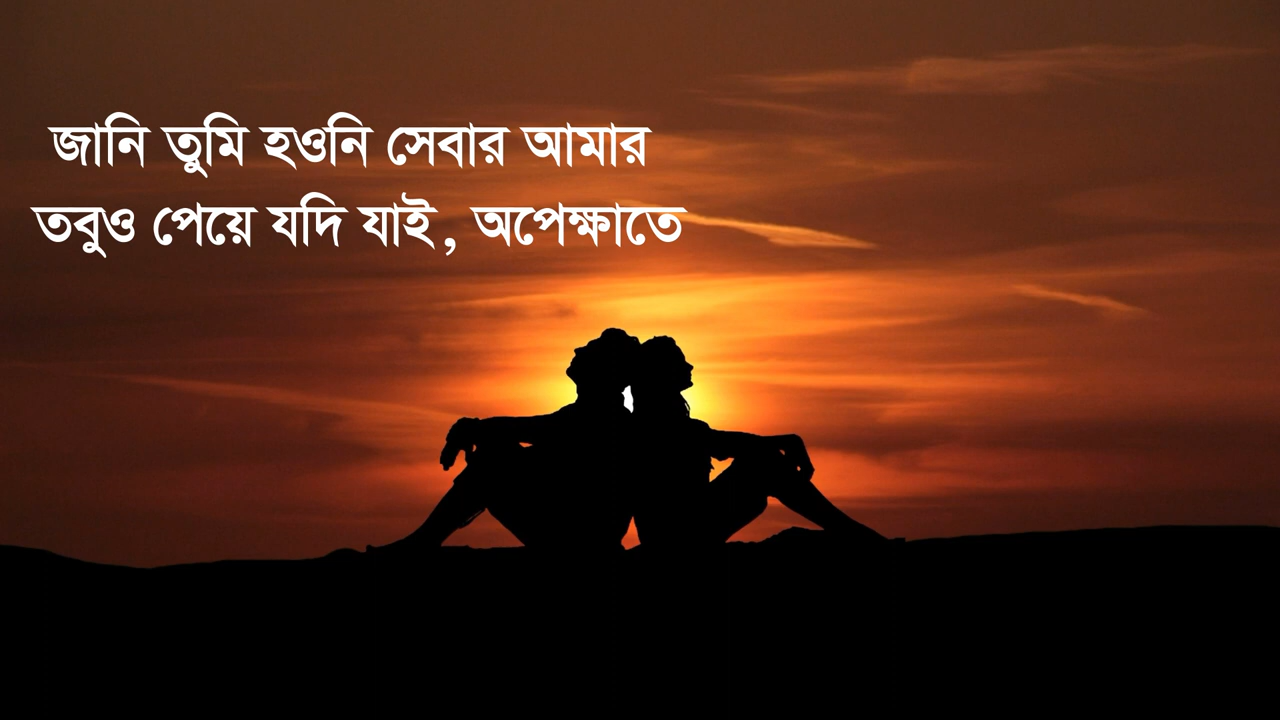 জানি তুমি হওনি সেবার আমার
তবুও পেয়ে যদি যাই, অপেক্ষাতে